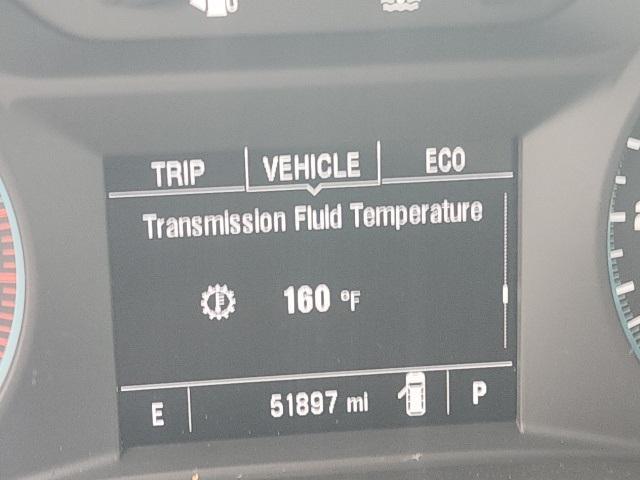 TRIP VEHICLE ECO
Transmission Fluid Temperature
160 °F
E 51897 mi P